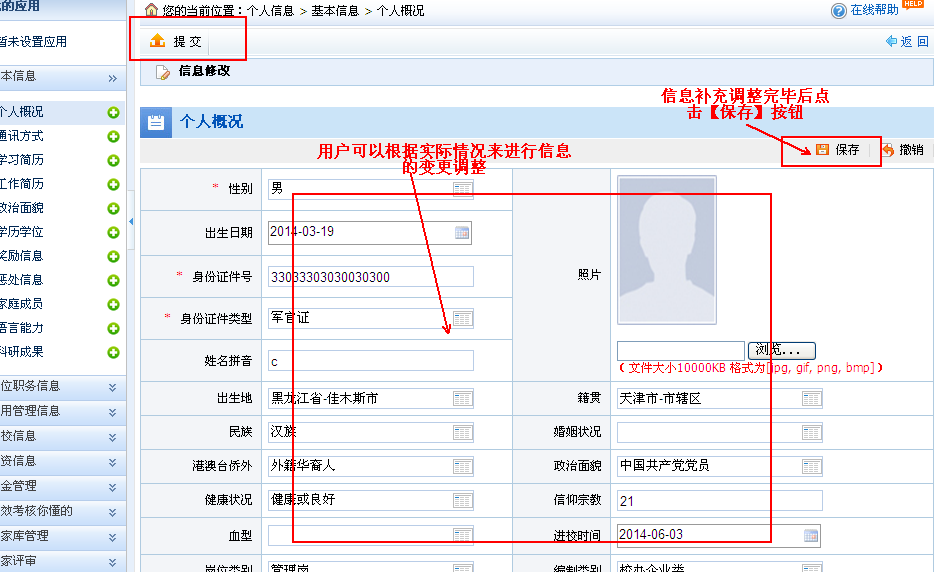 的应用
您的当前位置：个人信息 > 基本信息 > 个人概况
在线帮助
HELP
暂未设置应用
提 交
返 回
本信息
信息修改
信息补充调整完毕后点
击【保存】按钮
个人概况
个人概况
通讯方式
学习简历
工作简历
政治面貌
学历学位
奖励信息
惩处信息
家庭成员
语言能力
科研成果
位职务信息
用管理信息
校信息
资信息
金管理
效考核你懂的
家库管理
家评审
用户可以根据实际情况来进行信息
的变更调整
保存
撤销
* 性别 男
出生日期 2014-03-19
* 身份证件号 33033303030030300
照片
* 身份证件类型 军官证
姓名拼音 c
浏览...
( 文件大小10000KB 格式为[jpg, gif, png, bmp] )
出生地 黑龙江省-佳木斯市 籍贯 天津市-市辖区
民族 汉族 婚姻状况
港澳台侨外 外籍华裔人 政治面貌 中国共产党党员
健康状况 健康或良好 信仰宗教 21
血型 进校时间 2014-06-03
岗位类别 管理岗 编制类别 校办企业类